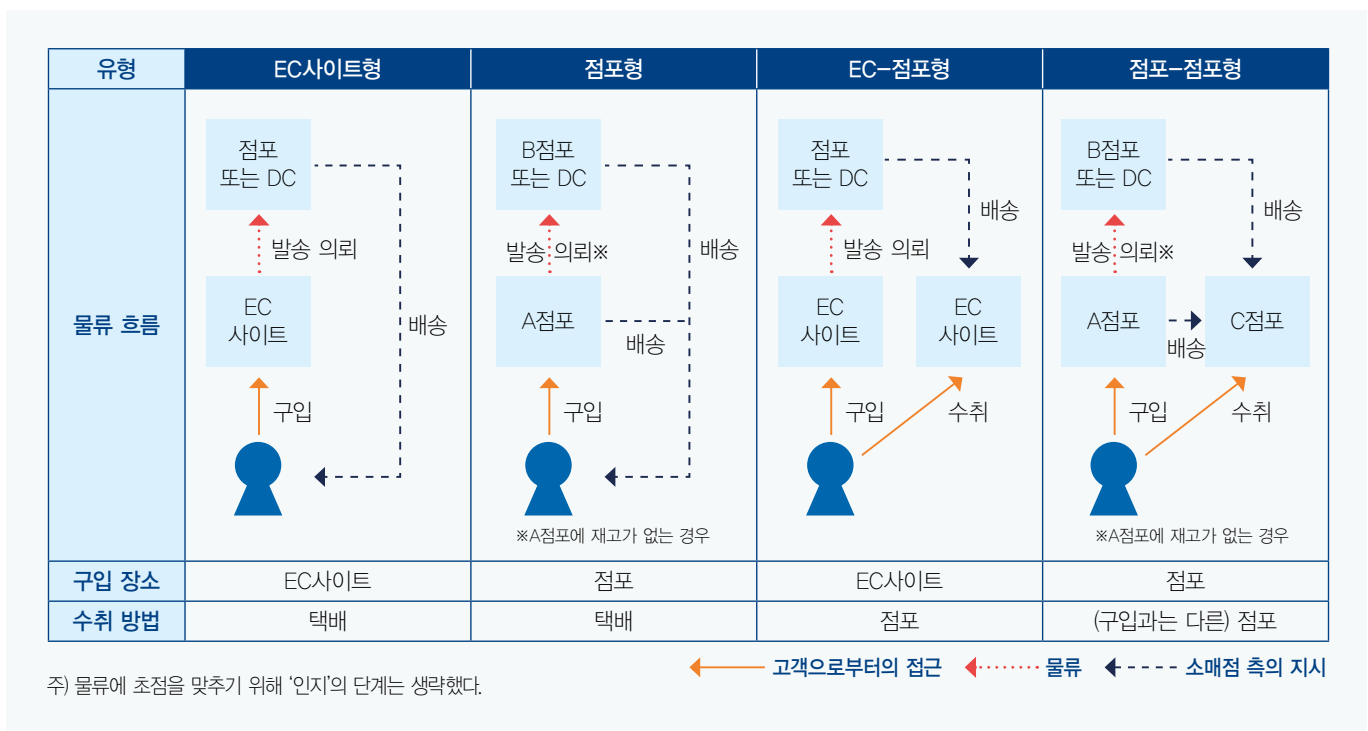 유형
EC사이트형
점포형
EC-점포형
점포-점포형
물류 흐름
점포
또는 DC
발송 의뢰
EC
사이트
배송
구입
B점포
또는 DC
발송 의뢰※
배송
A점포
배송
구입
※A점포에 재고가 없는 경우
점포
또는 DC
배송
발송 의뢰
EC
사이트
EC
사이트
구입
수취
B점포
또는 DC
배송
발송 의뢰※
A점포
C점포
배송
구입
수취
※A점포에 재고가 없는 경우
구입 장소
EC사이트
점포
EC사이트
점포
수취 방법
택배
택배
점포
(구입과는 다른) 점포
고객으로부터의 접근
물류
소매점 측의 지시
주) 물류에 초점을 맞추기 위해 ‘인지’의 단계는 생략했다.